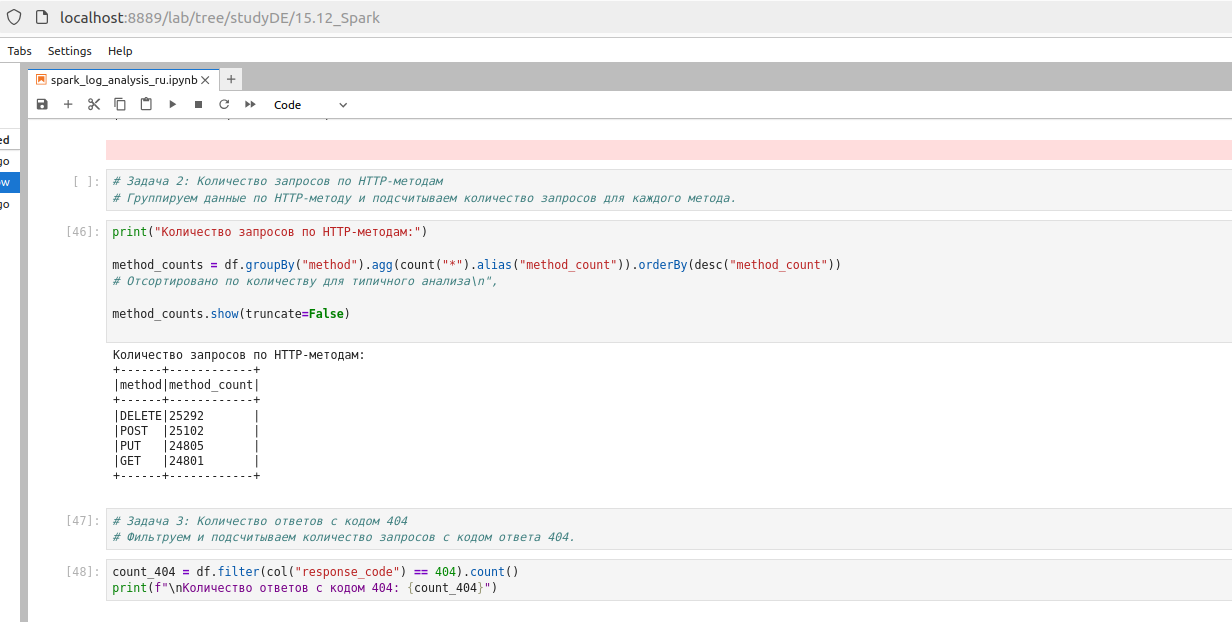 localhost:8889/lab/tree/studyDE/15.12_Spark
Tabs Settings Help
spark_log_analysis_ru.ipynb
Code
ed
go
ow
go
[ ]: # Задача 2: Количество запросов по HTTP-методам
# Группируем данные по HTTP-методу и подсчитываем количество запросов для каждого метода.
[46]: print("Количество запросов по HTTP-методам:")
method_counts = df.groupBy("method").agg(count("*").alias("method_count")).orderBy(desc("method_count"))
# Отсортировано по количеству для типичного анализа\n",
method_counts.show(truncate=False)
Количество запросов по HTTP-методам:
+------+------------+
|method|method_count|
+------+------------+
|DELETE|25292       |
|POST  |25102       |
|PUT   |24805       |
|GET   |24801       |
+------+------------+
[47]: # Задача 3: Количество ответов с кодом 404
# Фильтруем и подсчитываем количество запросов с кодом ответа 404.
[48]: count_404 = df.filter(col("response_code") == 404).count()
print(f"\nКоличество ответов с кодом 404: {count_404}")